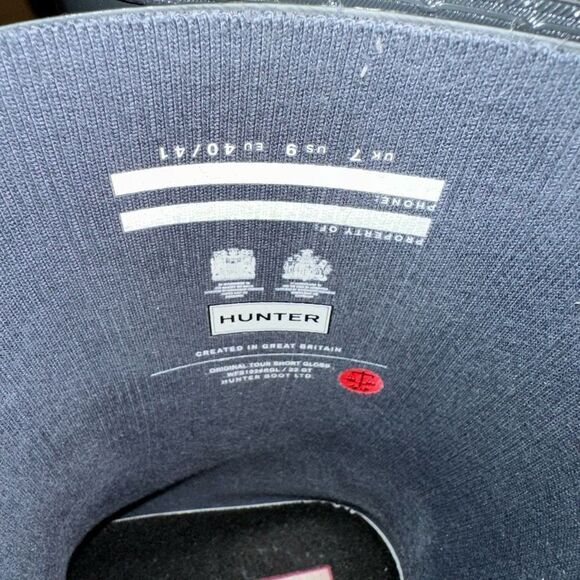 UK 7 US 9 EU 40/41
PHONE:
PROPERTY OF:
HUNTER
CREATED IN GREAT BRITAIN
ORIGINAL TOUR SHORT GLOSS
HUNTER BOOT LTD